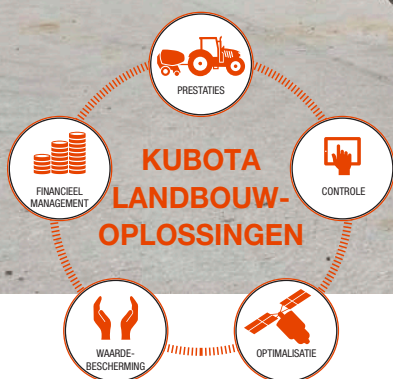 PRESTATIES
KUBOTA
LANDBOUW-
OPLOSSINGEN
CONTROLE
OPTIMALISATIE
WAARDE-
BESCHERMING
FINANCIEEL
MANAGEMENT